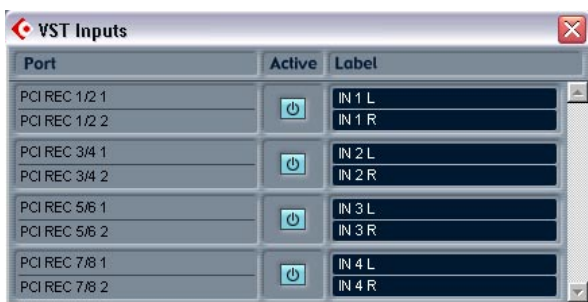 VST Inputs
Port Active Label
PCI REC 1/2 1 IN 1 L
PCI REC 1/2 2 IN 1 R
PCI REC 3/4 1 IN 2 L
PCI REC 3/4 2 IN 2 R
PCI REC 5/6 1 IN 3 L
PCI REC 5/6 2 IN 3 R
PCI REC 7/8 1 IN 4 L
PCI REC 7/8 2 IN 4 R